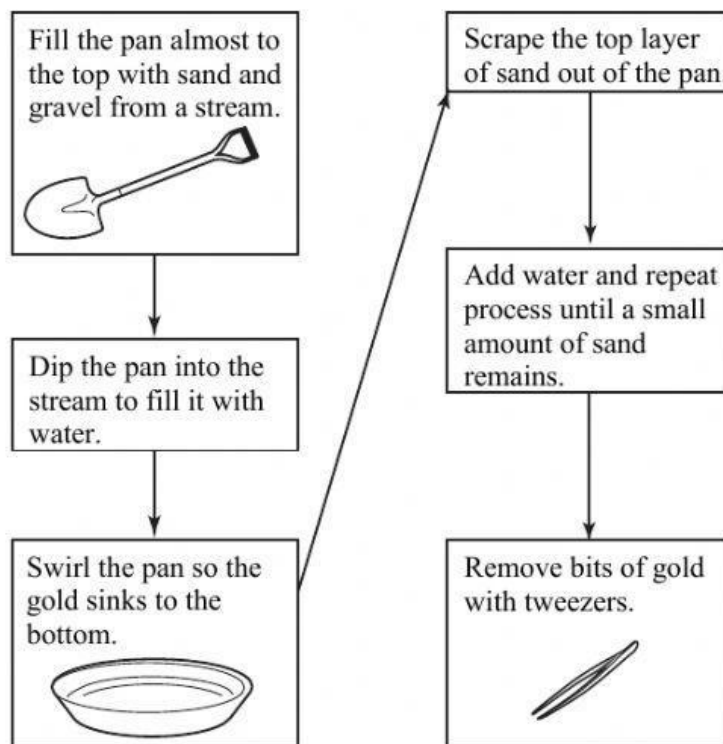 Fill the pan almost to
the top with sand and
gravel from a stream.
Dip the pan into the
stream to fill it with
water.
Swirl the pan so the
gold sinks to the
bottom.
Scrape the top layer
of sand out of the pan.
Add water and repeat
process until a small
amount of sand
remains.
Remove bits of gold
with tweezers.